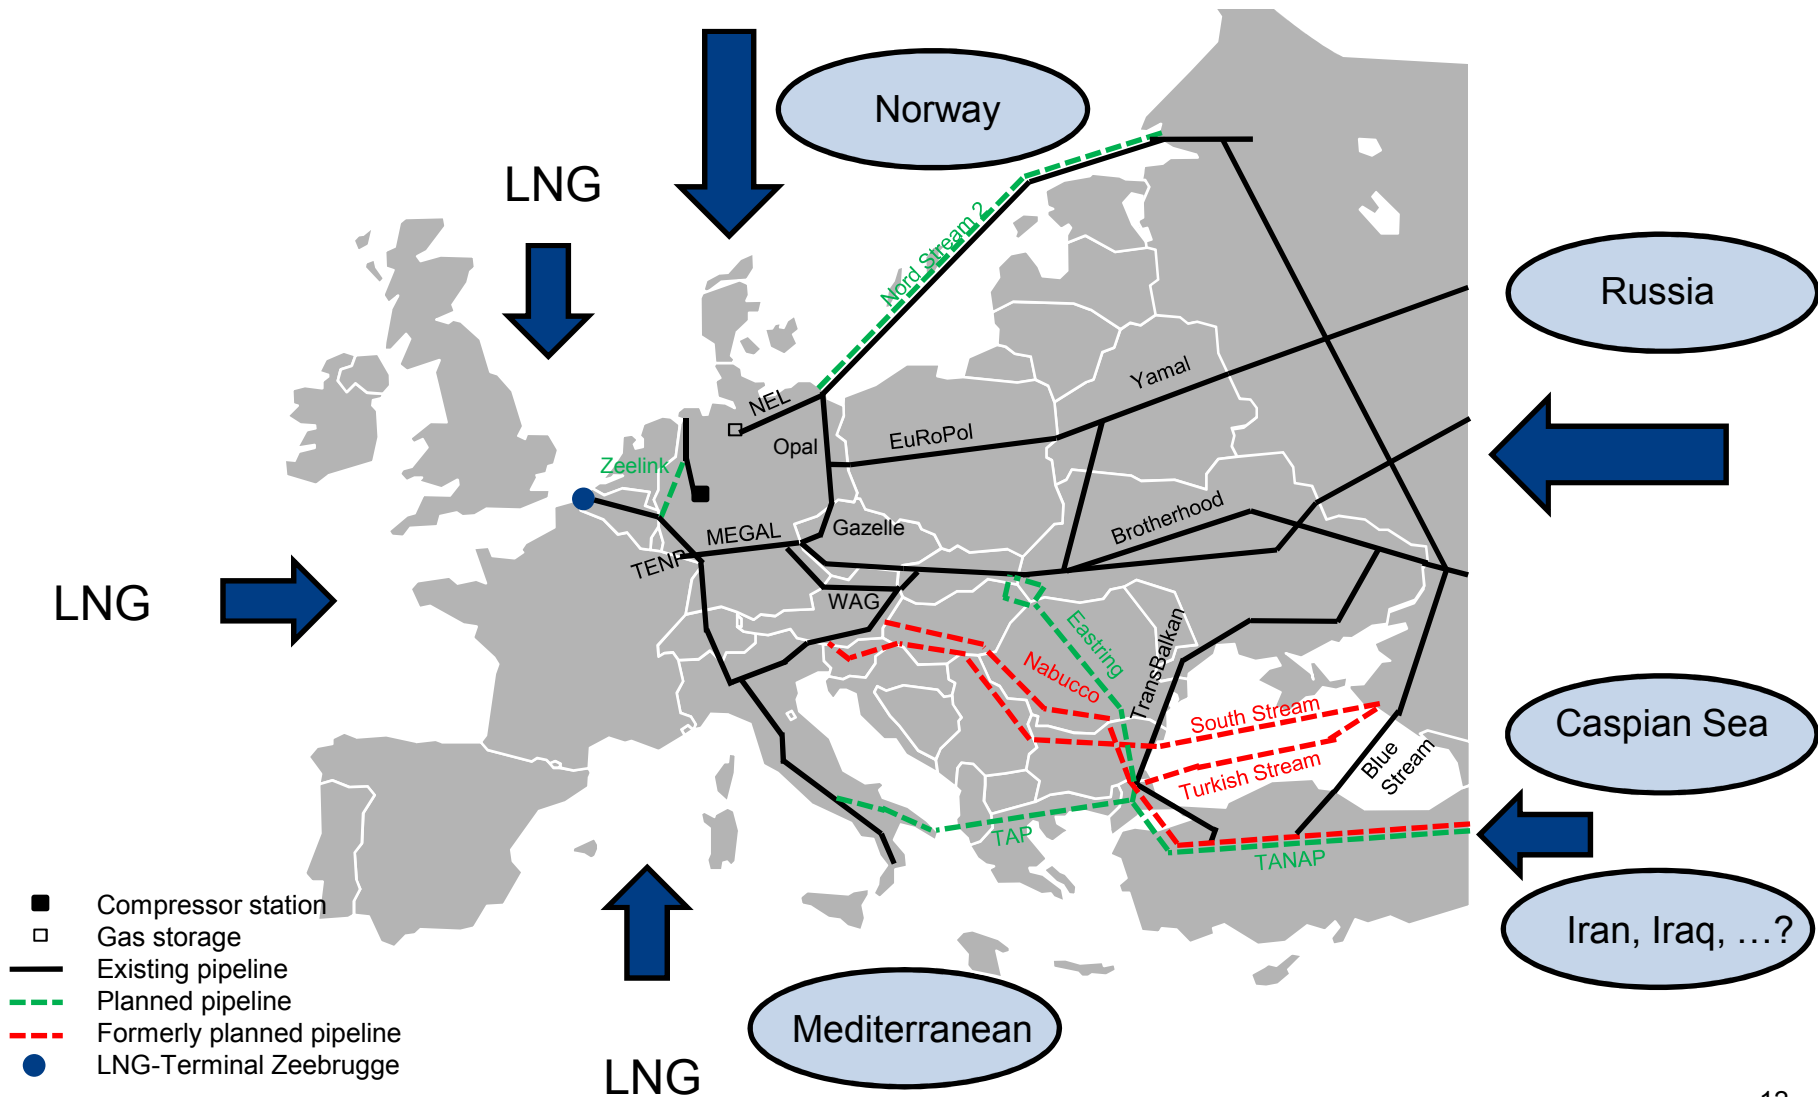 Norway
LNG
Russia
Nord Stream 2
Yamal
NEL
EuRoPol
Opal
Zeelink
Brotherhood
Gazelle
MEGAL
TENP
LNG
WAG
Eastring
TransBalkan
Nabucco
South Stream
Turkish Stream
Blue
Stream
Caspian Sea
TAP
TANAP
Iran, Iraq, …?
Compressor station
Gas storage
Existing pipeline
Planned pipeline
Formerly planned pipeline
LNG-Terminal Zeebrugge
Mediterranean
LNG